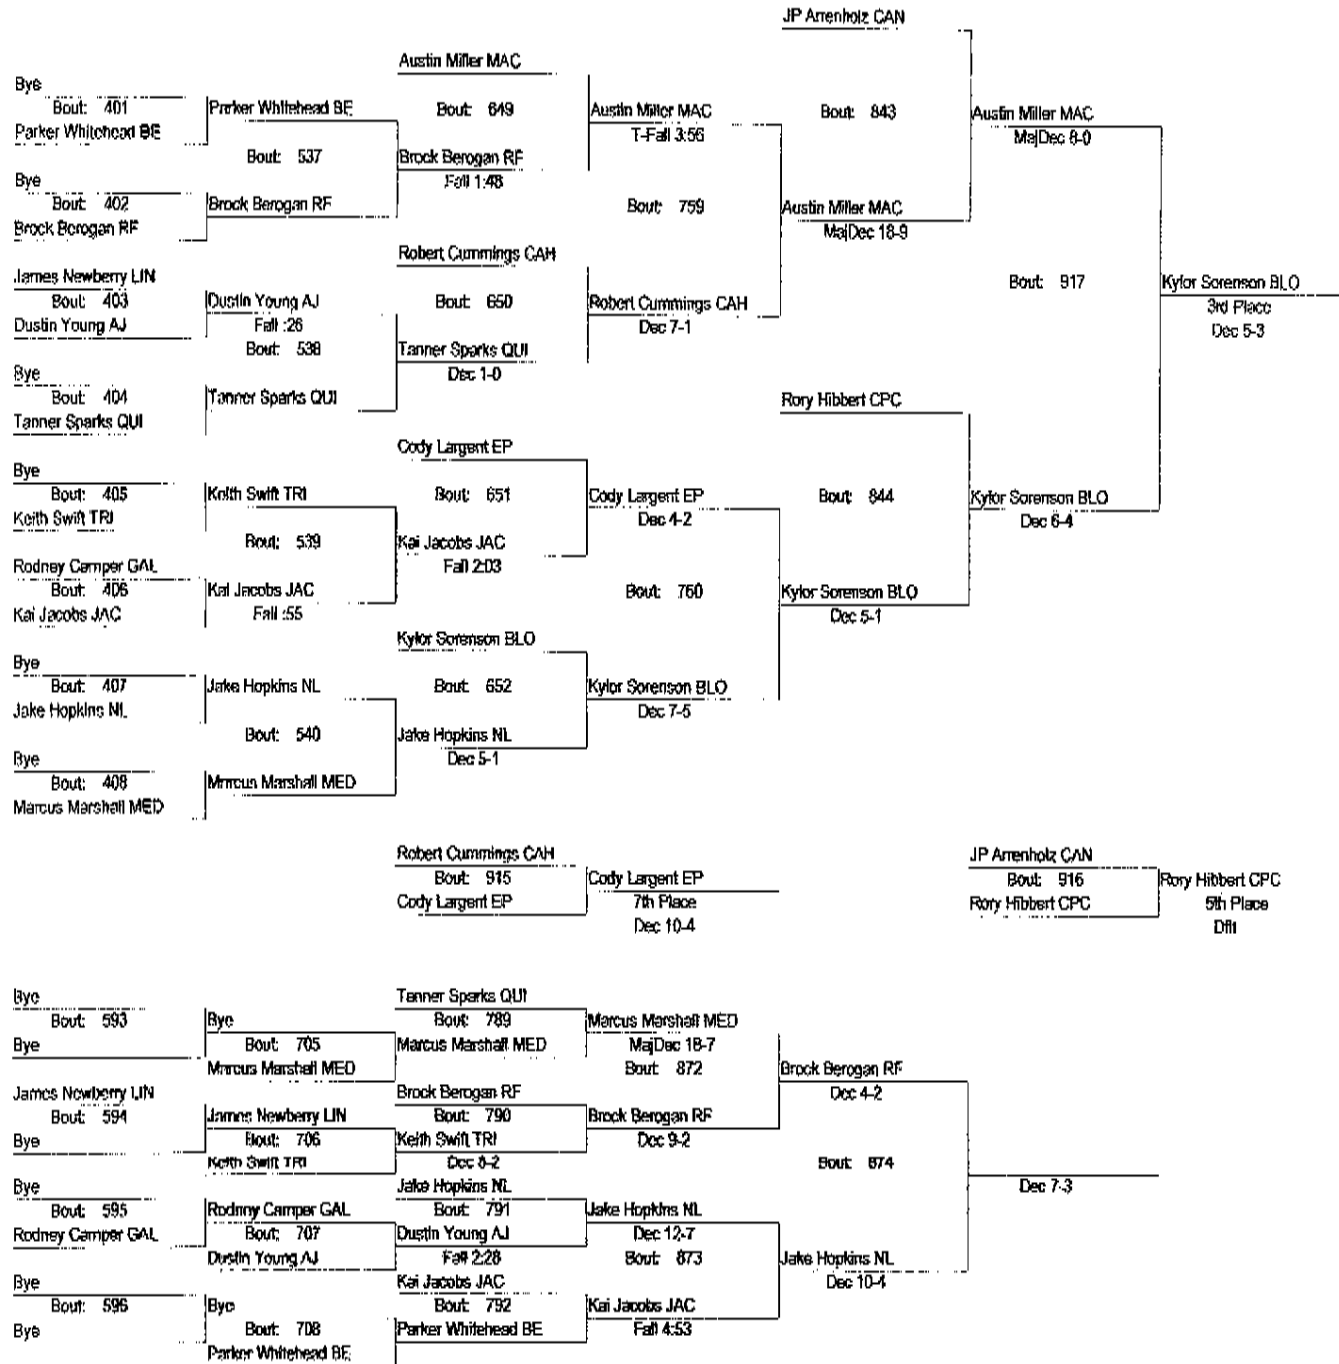 JP Arrenholz CAN
Austin Miller MAC
Bye
Bout: 401
Parker Whitehead BE
Parker Whitehead BE
Bout: 649
Austin Miller MAC
T-Fall 3:56
Bout: 843
Austin Miller MAC
MajDec 8-0
Bout: 537
Brock Berogan RF
Fall 1:48
Bye
Bout: 402
Brock Berogan RF
Brock Berogan RF
Bout: 759
Austin Miller MAC
MajDec 18-9
Robert Cummings CAH
James Newberry LIN
Bout: 403
Dustin Young AJ
Dustin Young AJ
Fall :26
Bout: 538
Bout: 650
Robert Cummings CAH
Dec 7-1
Bout: 917
Kylor Sorenson BLO
3rd Place
Dec 5-3
Tanner Sparks QUI
Dec 1-0
Bye
Bout: 404
Tanner Sparks QUI
Tanner Sparks QUI
Rory Hibbert CPC
Cody Largent EP
Bye
Bout: 405
Keith Swift TRI
Keith Swift TRI
Bout: 651
Cody Largent EP
Dec 4-2
Bout: 844
Kylor Sorenson BLO
Dec 6-4
Bout: 539
Kai Jacobs JAC
Fall 2:03
Rodney Camper GAL
Bout: 406
Kai Jacobs JAC
Kai Jacobs JAC
Fall :55
Bout: 760
Kylor Sorenson BLO
Dec 5-1
Kylor Sorenson BLO
Bye
Bout: 407
Jake Hopkins NL
Jake Hopkins NL
Bout: 652
Kylor Sorenson BLO
Dec 7-5
Bout: 540
Jake Hopkins NL
Dec 5-1
Bye
Bout: 408
Marcus Marshall MED
Marcus Marshall MED
Robert Cummings CAH
Bout: 915
Cody Largent EP
Cody Largent EP
7th Place
Dec 10-4
JP Arrenholz CAN
Bout: 916
Rory Hibbert CPC
Rory Hibbert CPC
5th Place
Dflt
Bye
Bout: 593
Bye
Bye
Bout: 705
Marcus Marshall MED
Tanner Sparks QUI
Bout: 789
Marcus Marshall MED
Marcus Marshall MED
MajDec 18-7
Bout: 872
Brock Berogan RF
Dec 4-2
James Newberry LIN
Bout: 594
Bye
James Newberry LIN
Bout: 706
Keith Swift TRI
Brock Berogan RF
Bout: 790
Keith Swift TRI
Dec 8-2
Brock Berogan RF
Dec 9-2
Bout: 874
Dec 7-3
Bye
Bout: 595
Rodney Camper GAL
Rodney Camper GAL
Bout: 707
Dustin Young AJ
Jake Hopkins NL
Bout: 791
Dustin Young AJ
Fall 2:28
Jake Hopkins NL
Dec 12-7
Bout: 873
Jake Hopkins NL
Dec 10-4
Bye
Bout: 596
Bye
Bye
Bout: 708
Parker Whitehead BE
Kai Jacobs JAC
Bout: 792
Parker Whitehead BE
Kai Jacobs JAC
Fall 4:53